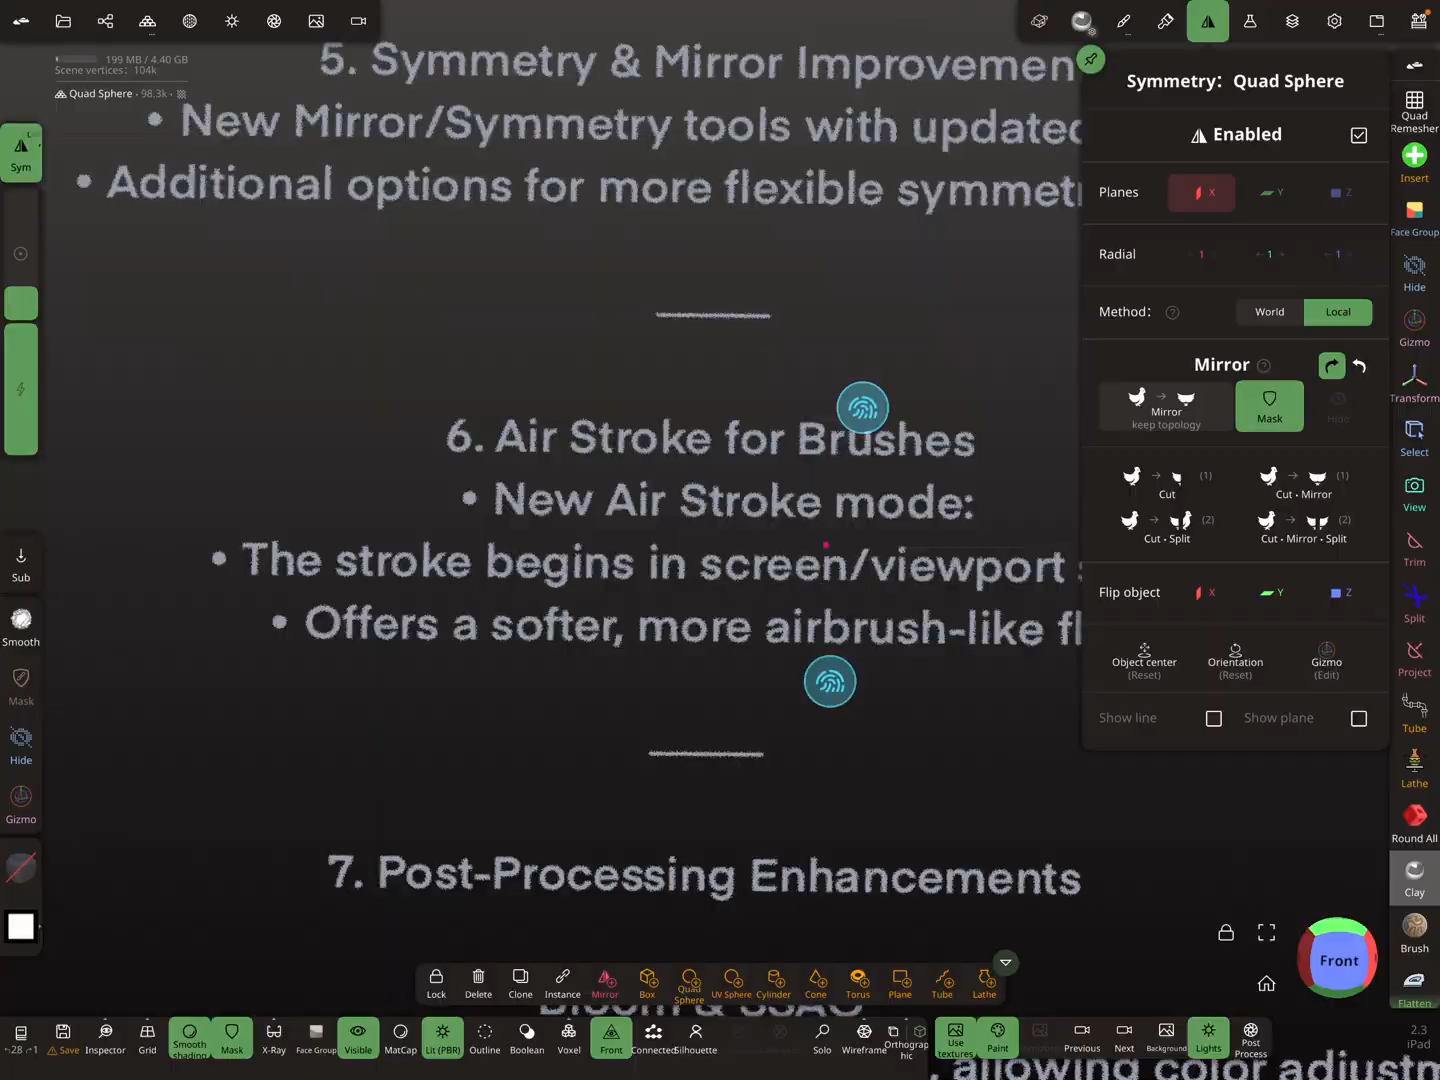 199 MB / 4.40 GB
Scene vertices: 104k
Quad Sphere • 98.3k •
5. Symmetry & Mirror Improvemen
• New Mirror/Symmetry tools with updated
• Additional options for more flexible symmetr
6. Air Stroke for Brushes
• New Air Stroke mode:
• The stroke begins in screen/viewport
• Offers a softer, more airbrush-like fl
7. Post-Processing Enhancements
Bloom & SSAO
, allowing color adjustm
Sym
Sub
Smooth
Mask
Hide
Gizmo
Symmetry: Quad Sphere
Enabled
Planes X Y Z
Radial 1 1 1
Method: ? World Local
Mirror ?
Mirror
keep topology
Mask
Hide
Cut (1)
Cut • Mirror (1)
Cut • Split (2)
Cut • Mirror • Split (2)
Flip object X Y Z
Object center
(Reset)
Orientation
(Reset)
Gizmo
(Edit)
Show line
Show plane
Quad
Remesher
Insert
Face Group
Hide
Gizmo
Transform
Select
View
Trim
Split
Project
Tube
Lathe
Round All
Clay
Brush
Flatten
Front
Lock
Delete
Clone
Instance
Mirror
Box
Quad
Sphere
UV Sphere
Cylinder
Cone
Torus
Plane
Tube
Lathe
Save
Inspector
Grid
Smooth
shading
Mask
X-Ray
Face Group
Visible
MatCap
Lit (PBR)
Outline
Boolean
Voxel
Front
Connected
Silhouette
Solo
Wireframe
Orthograp
hic
Use
textures
Paint
Previous
Next
Background
Lights
Post
Process
2.3
iPad